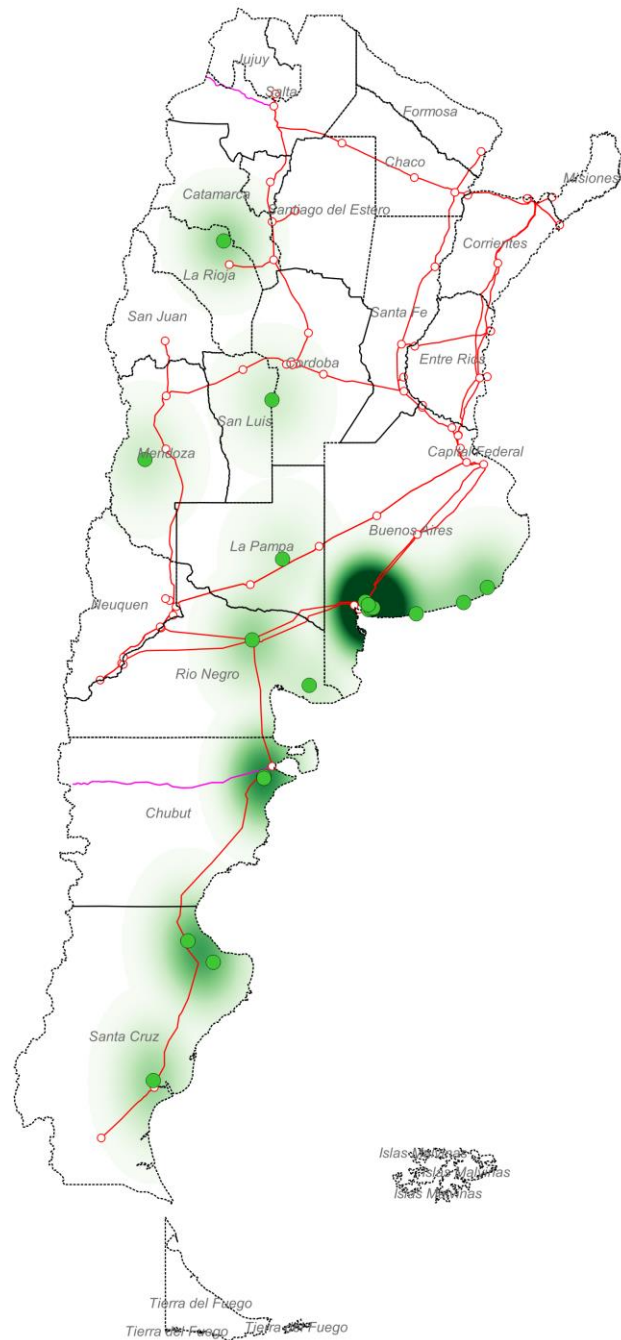 Jujuy
Salta
Formosa
Chaco
Misiones
Catamarca
Santiago del Estero
Corrientes
La Rioja
San Juan
Santa Fe
Cordoba
Entre Rios
San Luis
Mendoza
Capital Federal
Buenos Aires
La Pampa
Neuquen
Rio Negro
Chubut
Santa Cruz
Islas Malvinas
Islas Malvinas
Islas Malvinas
Tierra del Fuego
Tierra del Fuego
Tierra del Fuego